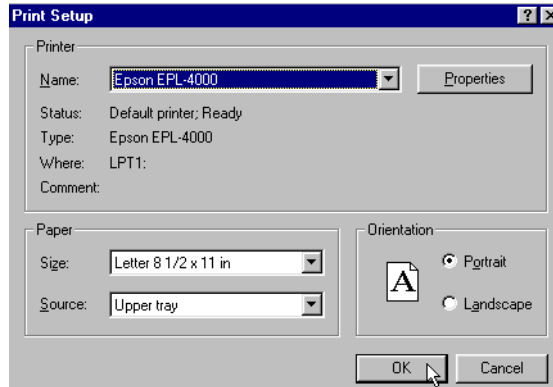 Print Setup
Printer
Name: Epson EPL-4000 Properties
Status: Default printer; Ready
Type: Epson EPL-4000
Where: LPT1:
Comment:
Paper Orientation
Size: Letter 8 1/2 x 11 in Portrait
A
Source: Upper tray Landscape
OK Cancel